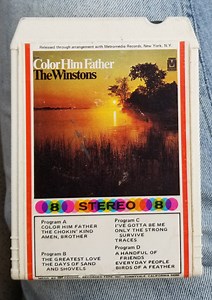 Released through arrangement with Metromedia Records, New York, N.Y.
Color Him Father
The Winstons
8 STEREO 8
Program A
COLOR HIM FATHER
THE CHOKIN' KIND
AMEN, BROTHER
Program B
THE GREATEST LOVE
THE DAYS OF SAND
AND SHOVELS
Program C
I'VE GOTTA BE ME
ONLY THE STRONG
SURVIVE
TRACES
Program D
A HANDFUL OF
FRIENDS
EVERYDAY PEOPLE
BIRDS OF A FEATHER